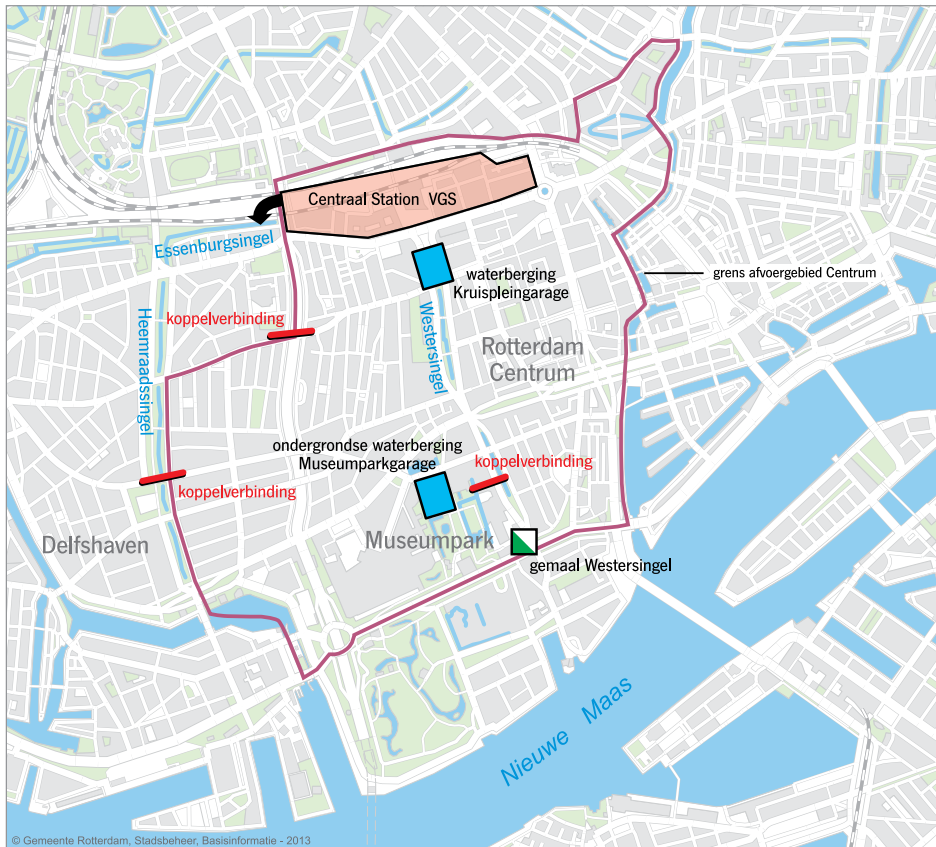 Centraal Station VGS
Essenburgsingel
waterberging
Kruispleingarage
grens afvoergebied Centrum
Heemraadssingel
koppelverbinding
Westersingel
Rotterdam
Centrum
ondergrondse waterberging
Museumparkgarage
koppelverbinding
koppelverbinding
Delfshaven
Museumpark
gemaal Westersingel
Nieuwe Maas
© Gemeente Rotterdam, Stadsbeheer, Basisinformatie - 2013